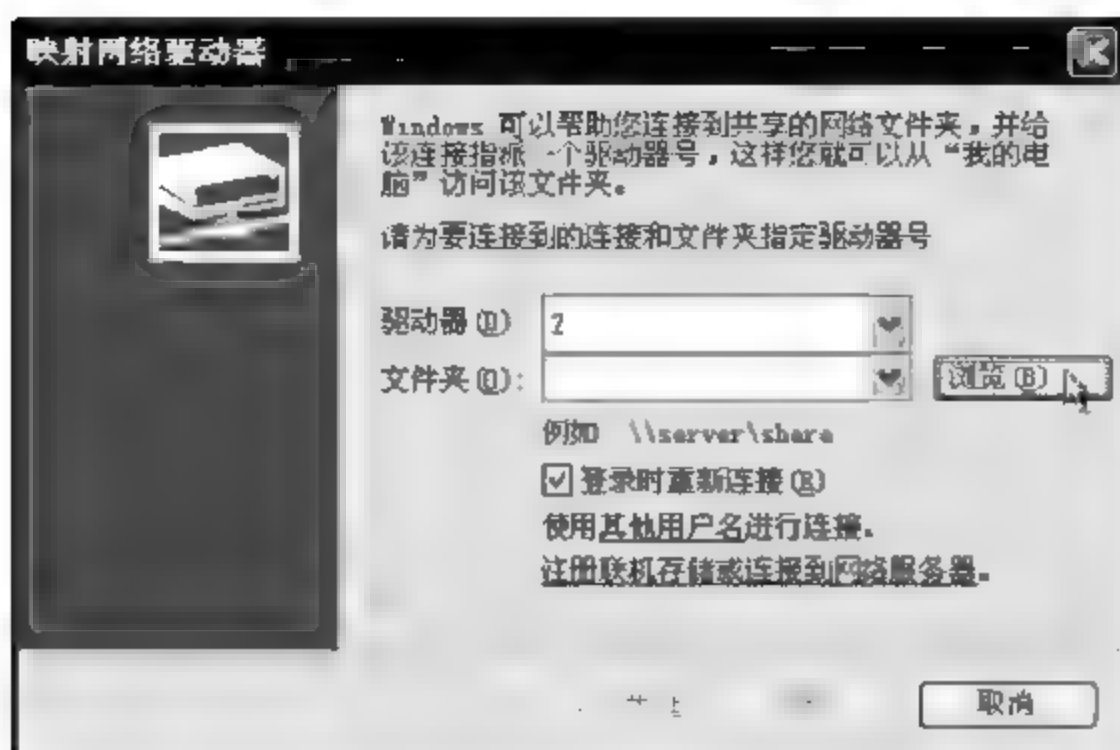 映射网络驱动器
Windows 可以帮助您连接到共享的网络文件夹，并给
该连接指派一个驱动器号，这样您就可以从“我的电
脑”访问该文件夹。
请为要连接到的连接和文件夹指定驱动器号
驱动器(D)
文件夹(O): 浏览(B)
例如 \\server\share
登录时重新连接(R)
使用其他用户名进行连接.
注册联机存储或连接到网络服务器.
取消